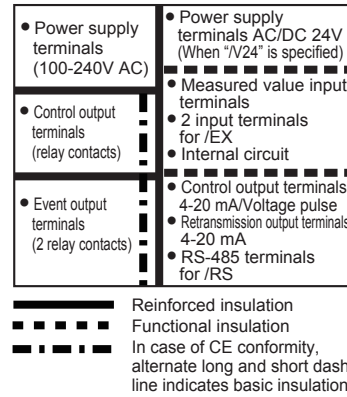 ● Power supply
terminals
(100-240V AC)
● Control output
terminals
(relay contacts)
● Event output
terminals
(2 relay contacts)
● Power supply
terminals AC/DC 24V
(When “/V24” is specified)
● Measured value input
terminals
● 2 input terminals
for /EX
● Internal circuit
● Control output terminals
4-20 mA/Voltage pulse
● Retransmission output terminals
4-20 mA
● RS-485 terminals
for /RS
Reinforced insulation
Functional insulation
In case of CE conformity,
alternate long and short dash
line indicates basic insulation